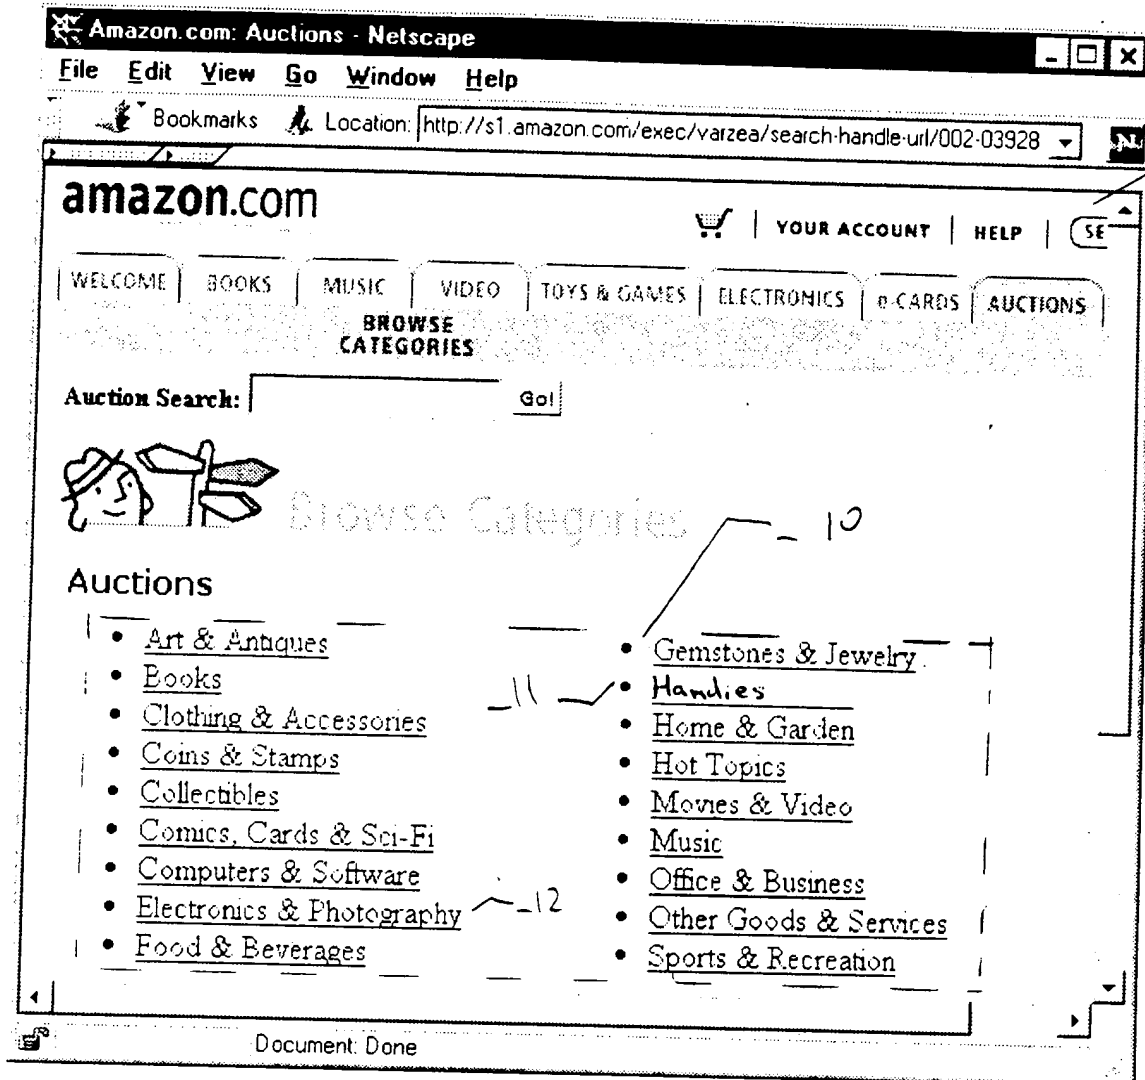 Amazon.com: Auctions - Netscape
File Edit View Go Window Help
Bookmarks Location: http://s1.amazon.com/exec/varzea/search-handle-url/002-03928
amazon.com
YOUR ACCOUNT | HELP | SE
WELCOME BOOKS MUSIC VIDEO TOYS & GAMES ELECTRONICS e-CARDS AUCTIONS
BROWSE
CATEGORIES
Auction Search: Go!
Browse Categories
10
Auctions
Art & Antiques
Books
Clothing & Accessories
Coins & Stamps
Collectibles
Comics, Cards & Sci-Fi
Computers & Software
Electronics & Photography
12
Food & Beverages
Gemstones & Jewelry
11
Handies
Home & Garden
Hot Topics
Movies & Video
Music
Office & Business
Other Goods & Services
Sports & Recreation
Document: Done